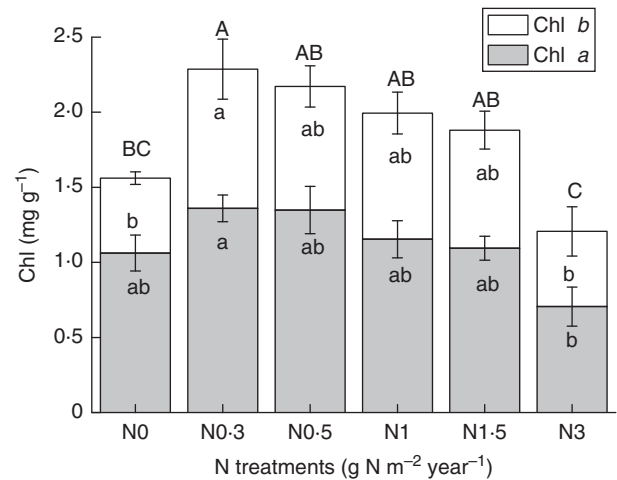 Chl b
Chl a
2·5
2·0
1·5
1·0
0·5
0
Chl (mg g⁻¹)
BC
b
ab
A
a
a
AB
ab
ab
AB
ab
ab
AB
ab
ab
C
b
b
N0 N0·3 N0·5 N1 N1·5 N3
N treatments (g N m⁻² year⁻¹)